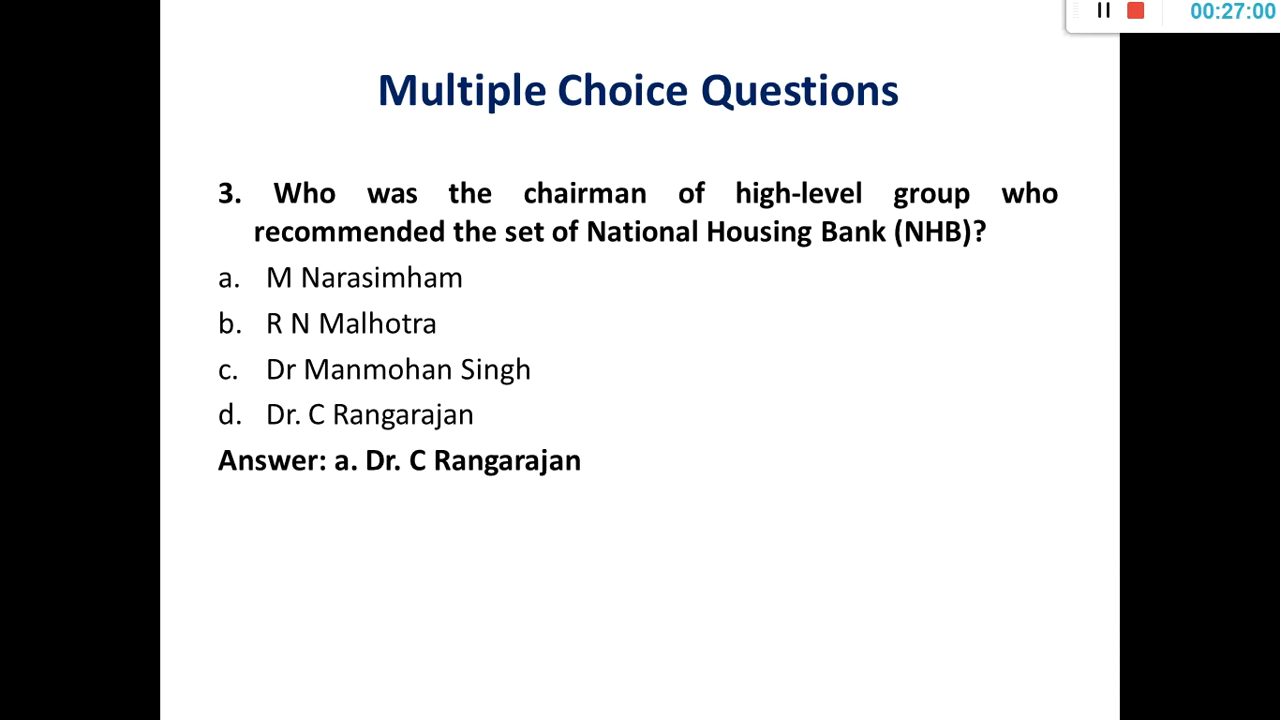 00:27:00
Multiple Choice Questions
3. Who was the chairman of high-level group who
recommended the set of National Housing Bank (NHB)?
a. M Narasimham
b. R N Malhotra
c. Dr Manmohan Singh
d. Dr. C Rangarajan
Answer: a. Dr. C Rangarajan